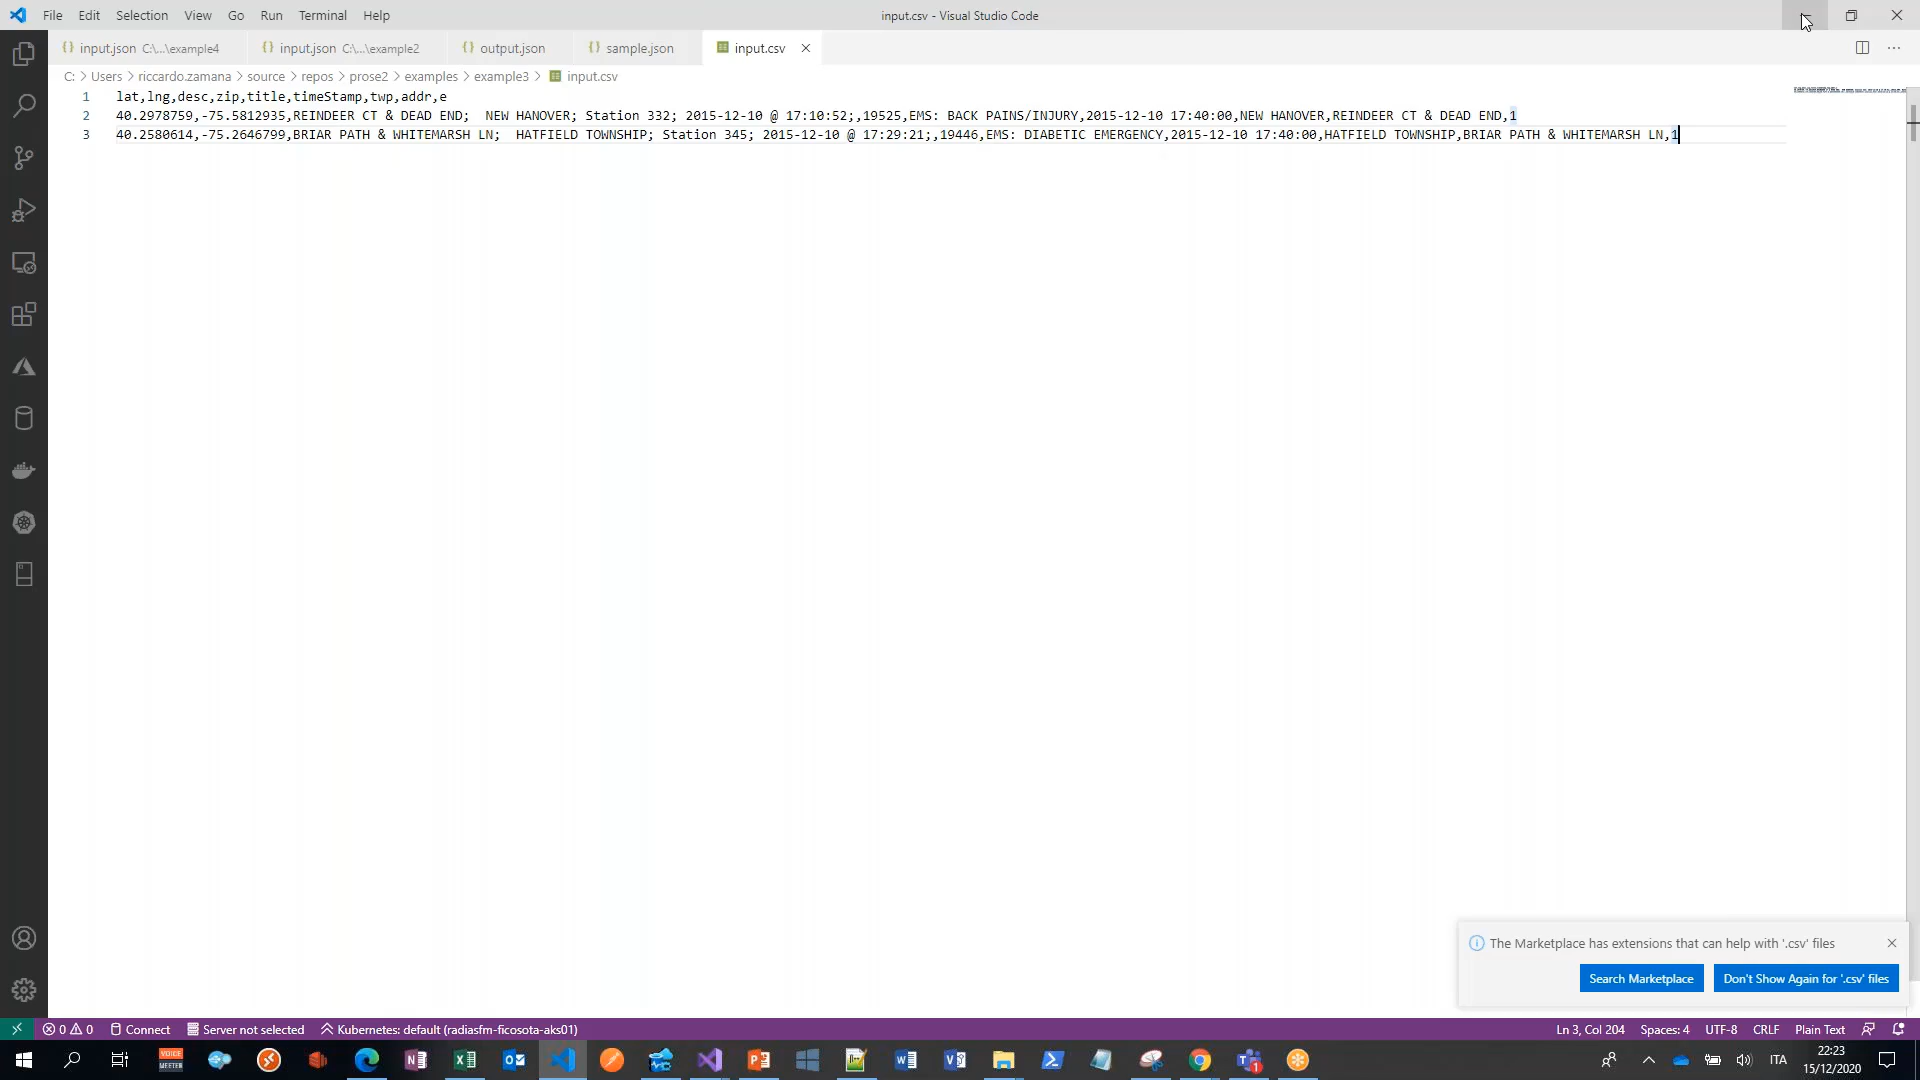 File Edit Selection View Go Run Terminal Help
input.csv - Visual Studio Code
input.json C:\...\example4
input.json C:\...\example2
output.json
sample.json
input.csv
C: > Users > riccardo.zamana > source > repos > prose2 > examples > example3 > input.csv
1 lat,lng,desc,zip,title,timeStamp,twp,addr,e
2 40.2978759,-75.5812935,REINDEER CT & DEAD END;  NEW HANOVER; Station 332; 2015-12-10 @ 17:10:52;,19525,EMS: BACK PAINS/INJURY,2015-12-10 17:40:00,NEW HANOVER,REINDEER CT & DEAD END,1
3 40.2580614,-75.2646799,BRIAR PATH & WHITEMARSH LN;  HATFIELD TOWNSHIP; Station 345; 2015-12-10 @ 17:29:21;,19446,EMS: DIABETIC EMERGENCY,2015-12-10 17:40:00,HATFIELD TOWNSHIP,BRIAR PATH & WHITEMARSH LN,1
The Marketplace has extensions that can help with '.csv' files
Search Marketplace
Don't Show Again for '.csv' files
0 0 Connect Server not selected Kubernetes: default (radiasfm-ficosota-aks01)
Ln 3, Col 204 Spaces: 4 UTF-8 CRLF Plain Text
VOICE
MEETER
ITA
22:23
15/12/2020